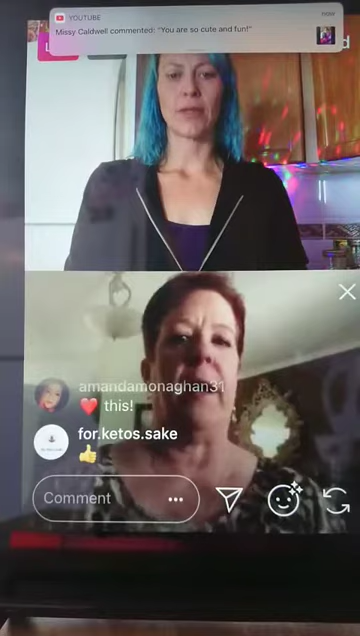 YOUTUBE
now
Missy Caldwell commented: "You are so cute and fun!"
amandamonaghan31
❤️ this!
for.ketos.sake
👍
Comment